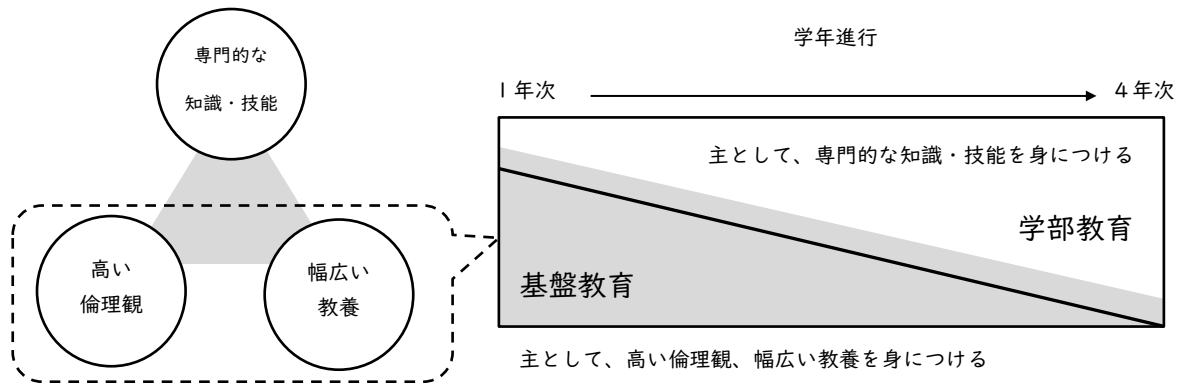 専門的な
知識・技能
高い
倫理観
幅広い
教養
学年進行
1年次
4年次
主として、専門的な知識・技能を身につける
学部教育
基盤教育
主として、高い倫理観、幅広い教養を身につける